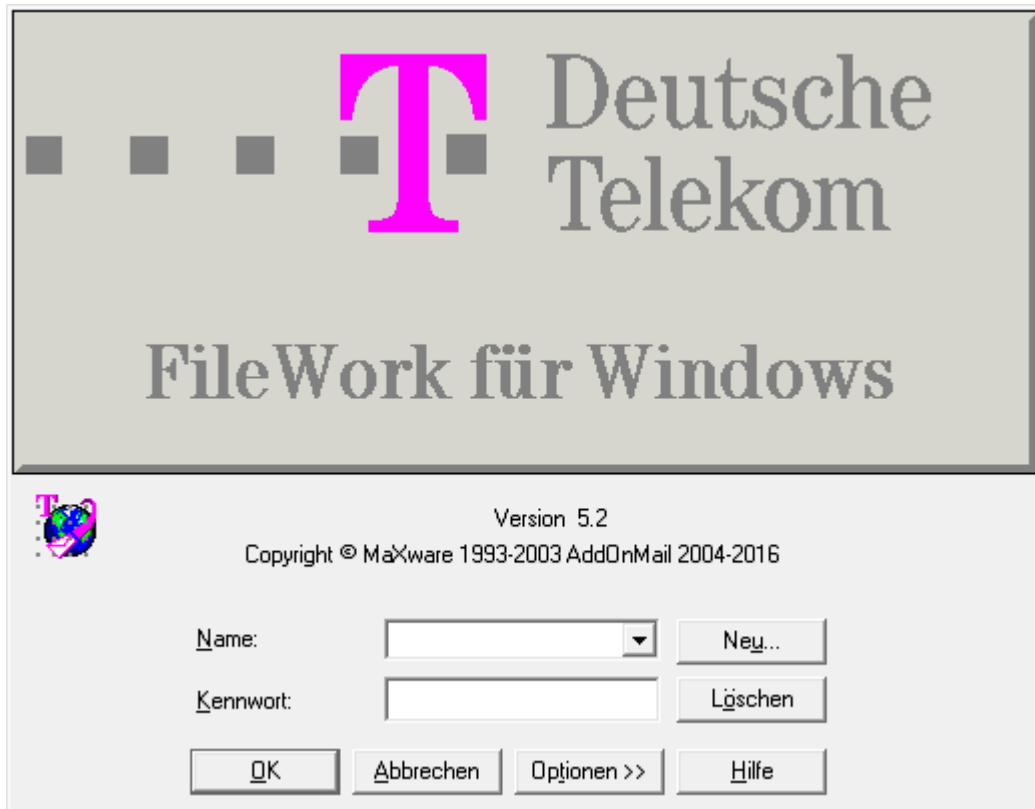 T Deutsche
Telekom
FileWork für Windows
Version 5.2
Copyright © MaXware 1993-2003 AddOnMail 2004-2016
Name: Neu...
Kennwort: Löschen
OK Abbrechen Optionen >> Hilfe